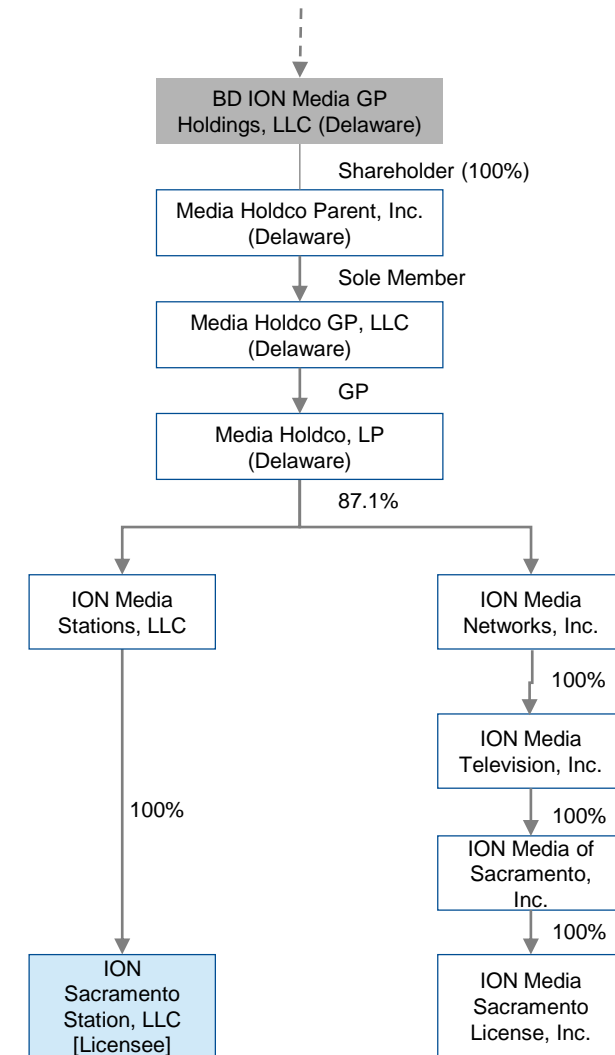 BD ION Media GP
Holdings, LLC (Delaware)
Shareholder (100%)
Media Holdco Parent, Inc.
(Delaware)
Sole Member
Media Holdco GP, LLC
(Delaware)
GP
Media Holdco, LP
(Delaware)
87.1%
ION Media
Stations, LLC
ION Media
Networks, Inc.
100%
ION Media
Television, Inc.
100%
100%
ION Media of
Sacramento,
Inc.
100%
ION
Sacramento
Station, LLC
[Licensee]
ION Media
Sacramento
License, Inc.